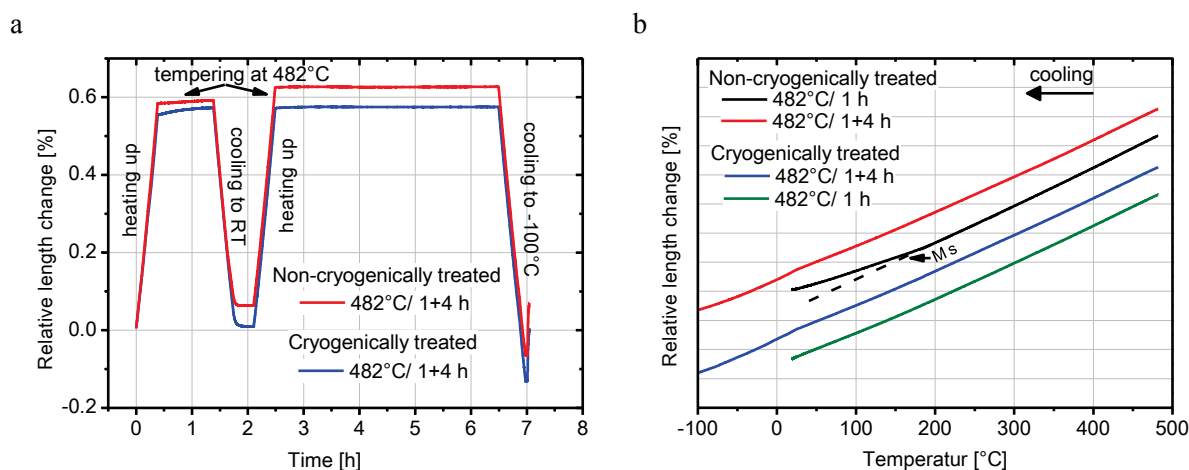 a
Relative length change [%]
0.6
0.4
0.2
0.0
-0.2
tempering at 482°C
heating up
cooling to RT
heating up
cooling to -100°C
Non-cryogenically treated
482°C/ 1+4 h
Cryogenically treated
482°C/ 1+4 h
0 1 2 3 4 5 6 7 8
Time [h]
b
Relative length change [%]
Non-cryogenically treated
482°C/ 1 h
482°C/ 1+4 h
Cryogenically treated
482°C/ 1+4 h
482°C/ 1 h
cooling
Ms
-100 0 100 200 300 400 500
Temperatur [°C]